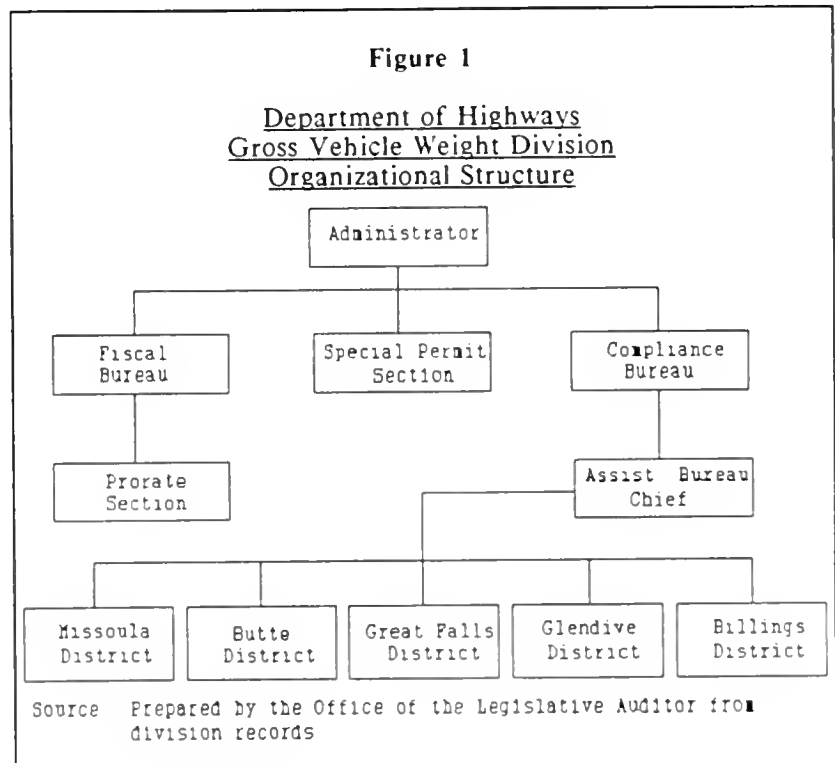 Figure 1
Department of Highways
Gross Vehicle Weight Division
Organizational Structure
Administrator
Fiscal
Bureau
Special Permit
Section
Compliance
Bureau
Prorate
Section
Assist Bureau
Chief
Missoula
District
Butte
District
Great Falls
District
Glendive
District
Billings
District
Source Prepared by the Office of the Legislative Auditor from
division records